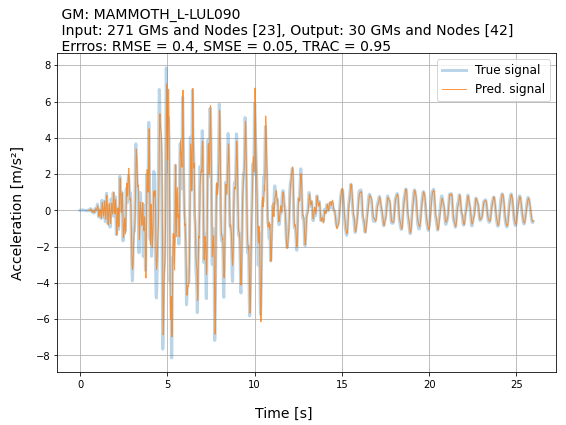 GM: MAMMOTH_L-LUL090
Input: 271 GMs and Nodes [23], Output: 30 GMs and Nodes [42]
Errros: RMSE = 0.4, SMSE = 0.05, TRAC = 0.95
True signal
Pred. signal
8
6
4
2
0
−2
−4
−6
−8
Acceleration [m/s²]
0 5 10 15 20 25
Time [s]